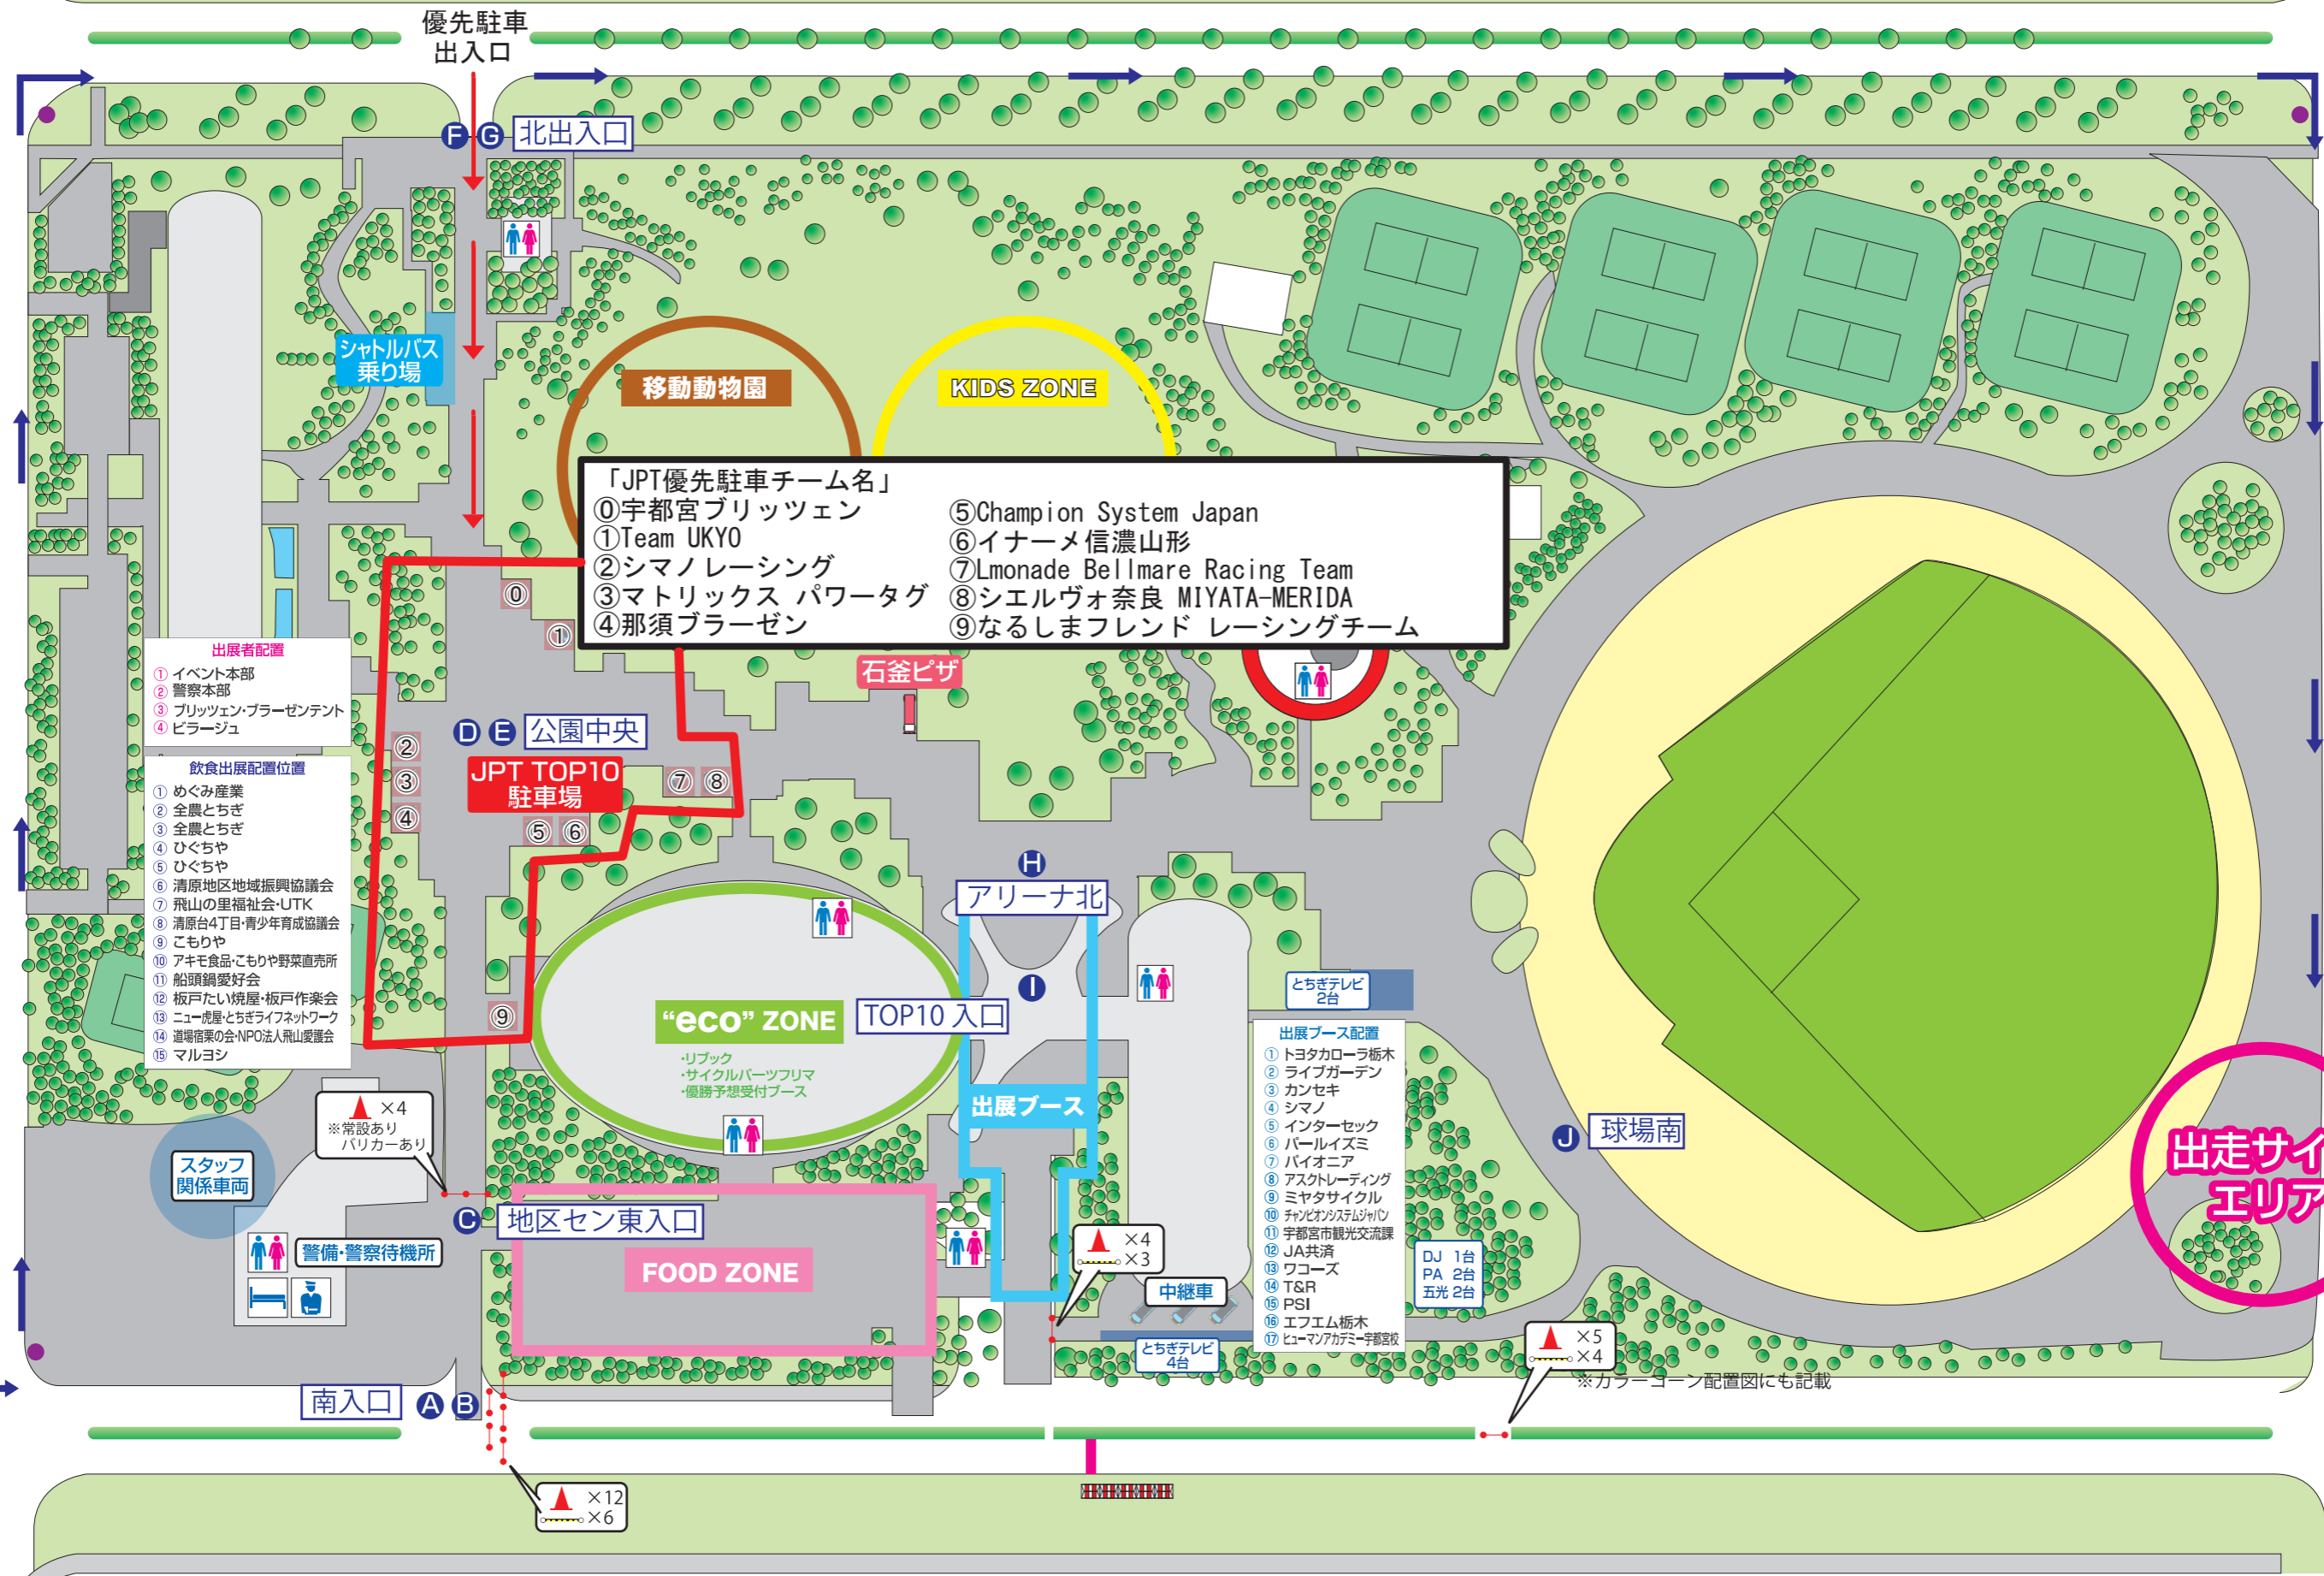 優先駐車
出入口
F G 北出入口
シャトルバス
乗り場
移動動物園
KIDS ZONE
「JPT優先駐車チーム名」
⓪宇都宮ブリッツェン
①Team UKYO
②シマノレーシング
③マトリックス パワータグ
④那須ブラーゼン
⑤Champion System Japan
⑥イナーメ信濃山形
⑦Lmonade Bellmare Racing Team
⑧シエルヴォ奈良 MIYATA-MERIDA
⑨なるしまフレンド レーシングチーム
⓪
①
石釜ピザ
出展者配置
① イベント本部
② 警察本部
③ ブリッツェン・ブラーゼンテント
④ ビラージュ
D E 公園中央
JPT TOP10
駐車場
②
③
④
⑦ ⑧
⑤ ⑥
⑨
飲食出展配置位置
① めぐみ産業
② 全農とちぎ
③ 全農とちぎ
④ ひぐちや
⑤ ひぐちや
⑥ 清原地区地域振興協議会
⑦ 飛山の里福祉会・UTK
⑧ 清原台4丁目・青少年育成協議会
⑨ こもりや
⑩ アキモ食品・こもりや野菜直売所
⑪ 船頭鍋愛好会
⑫ 板戸たい焼屋・板戸作楽会
⑬ ニュー虎屋・とちぎライフネットワーク
⑭ 道場宿栗の会・NPO法人飛山愛護会
⑮ マルヨシ
H
アリーナ北
I
TOP10 入口
“eco” ZONE
・リブック
・サイクルパーツフリマ
・優勝予想受付ブース
出展ブース
とちぎテレビ
2台
出展ブース配置
① トヨタカローラ栃木
② ライブガーデン
③ カンセキ
④ シマノ
⑤ インターセック
⑥ パールイズミ
⑦ パイオニア
⑧ アスクトレーディング
⑨ ミヤタサイクル
⑩ チャンピオンシステムジャパン
⑪ 宇都宮市観光交流課
⑫ JA共済
⑬ ワコーズ
⑭ T&R
⑮ PSI
⑯ エフエム栃木
⑰ ヒューマンアカデミー宇都宮校
J 球場南
出走サイ
エリア
×4
※常設あり
バリカーあり
スタッフ
関係車両
C 地区セン東入口
警備・警察待機所
FOOD ZONE
×4
×3
中継車
DJ 1台
PA 2台
五光 2台
とちぎテレビ
4台
×5
×4
※カラーコーン配置図にも記載
南入口 A B
×12
×6